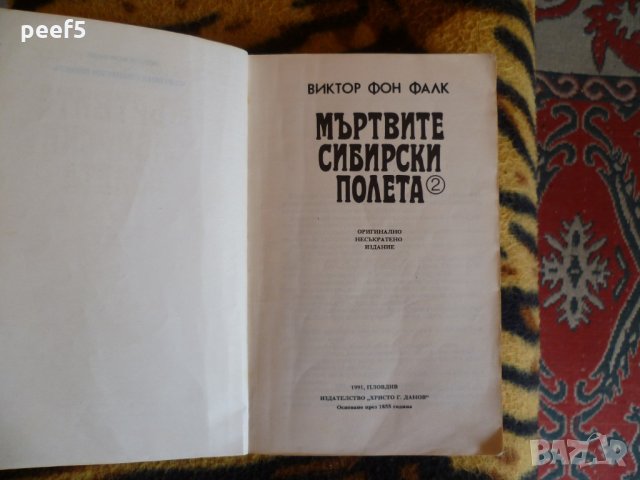 peef5
ВИКТОР ФОН ФАЛК
МЪРТВИТЕ
СИБИРСКИ
ПОЛЕТА 2
ОРИГИНАЛНО
НЕСЪКРАТЕНО
ИЗДАНИЕ
1991, ПЛОВДИВ
ИЗДАТЕЛСТВО „ХРИСТО Г. ДАНОВ"
Основано през 1855 година
BAZAR